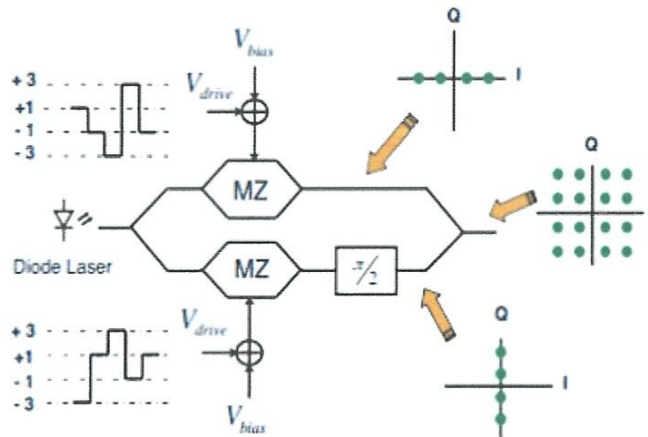 V_bias
Q
+ 3
V_drive
I
+1
- 1
- 3
Q
MZ
MZ
π/2
Diode Laser
+ 3
V_drive
Q
+1
- 1
I
- 3
V_bias